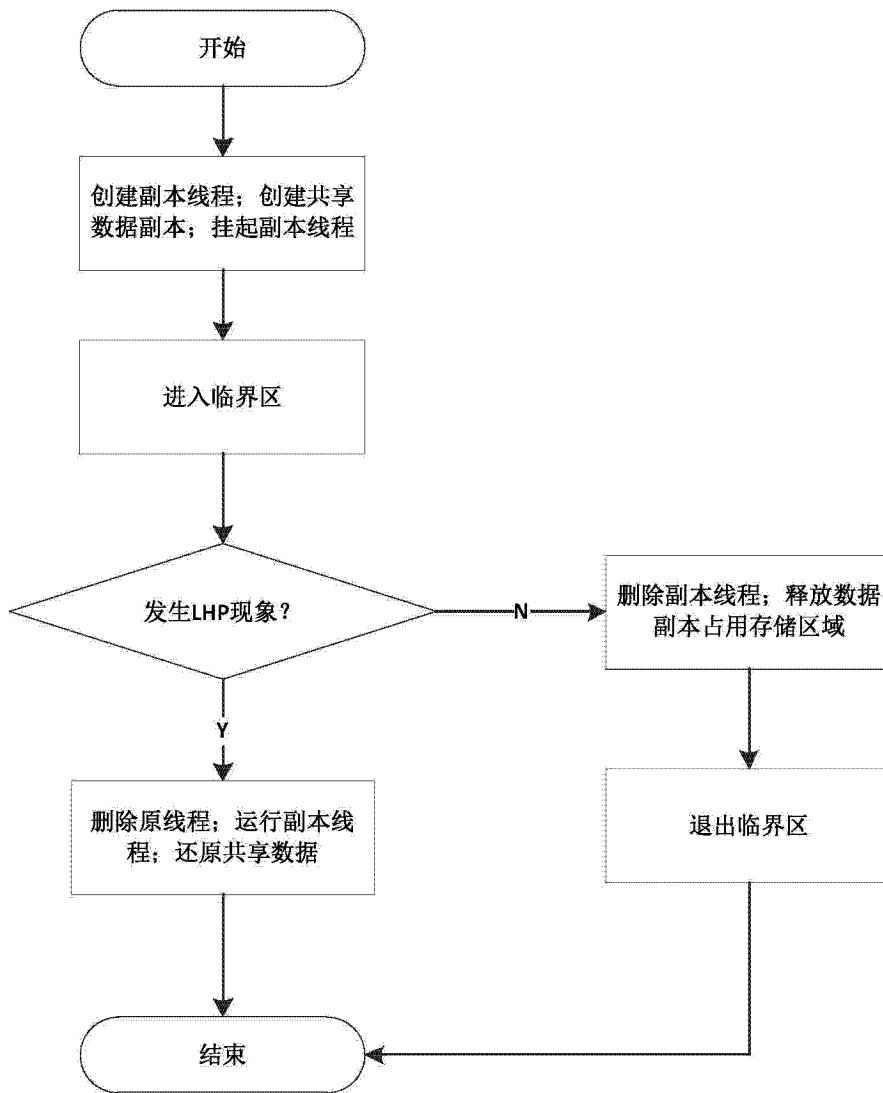 开始
创建副本线程；创建共享
数据副本；挂起副本线程
进入临界区
发生LHP现象？
N
删除副本线程；释放数据
副本占用存储区域
Y
删除原线程；运行副本线
程；还原共享数据
退出临界区
结束